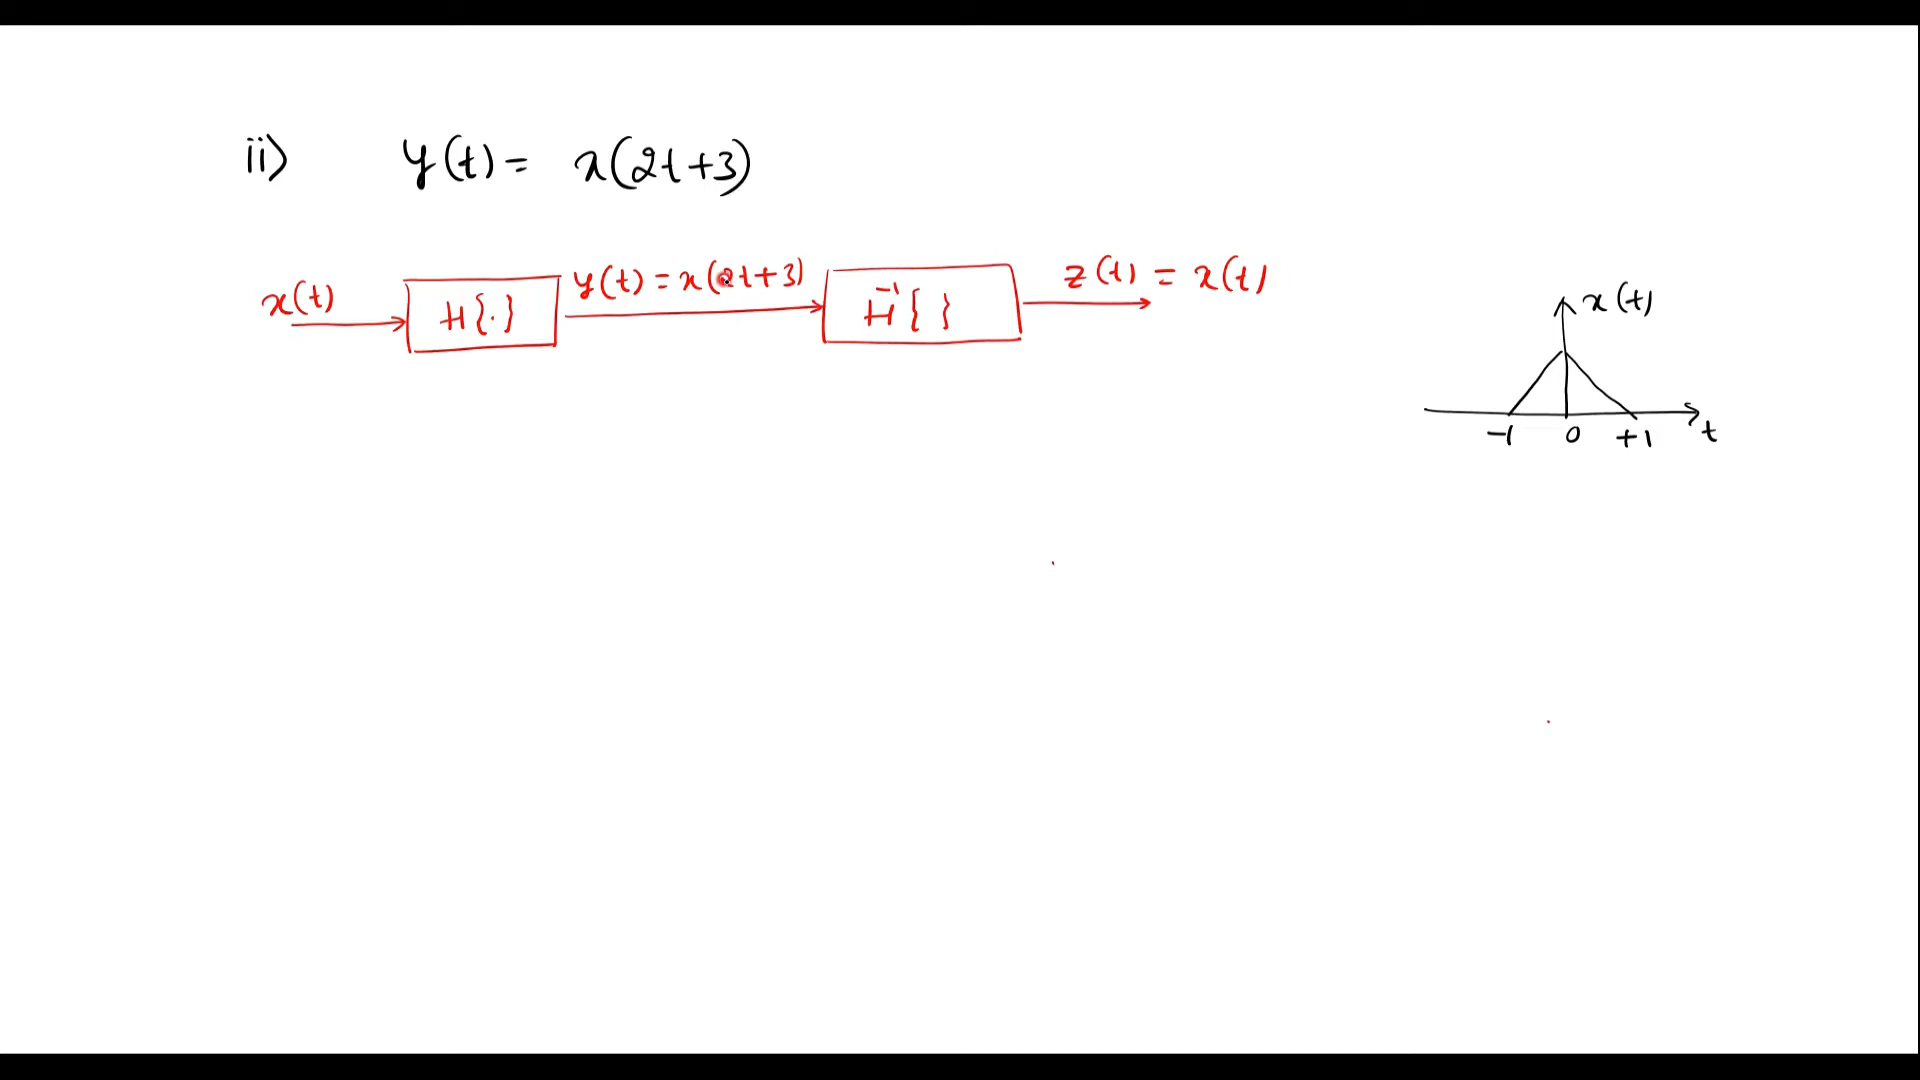 ii) y(t) = x(2t+3)
x(t) H{·} y(t) = x(2t+3) H⁻¹{ } z(t) = x(t)
x(t)
-1 0 +1 t